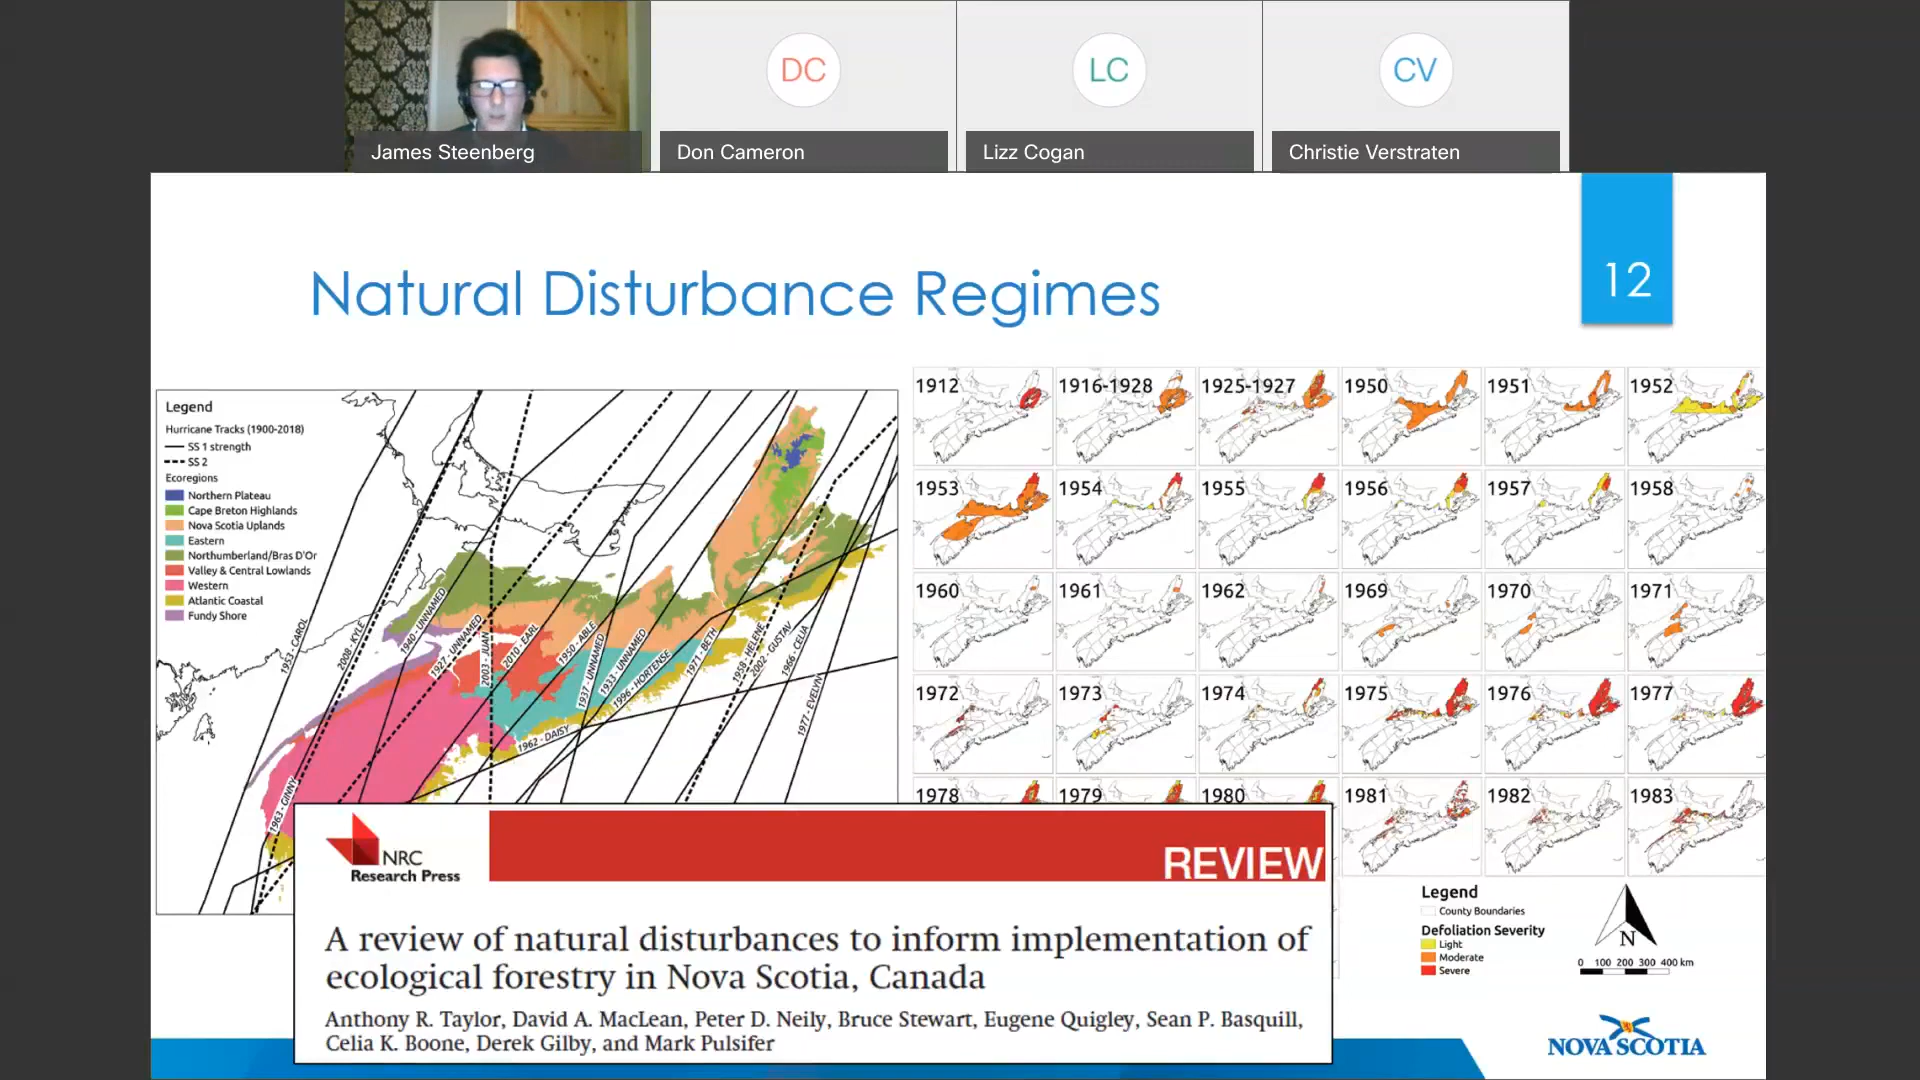 DC
LC
CV
James Steenberg
Don Cameron
Lizz Cogan
Christie Verstraten
Natural Disturbance Regimes
12
Legend
Hurricane Tracks (1900-2018)
SS 1 strength
SS 2
Ecoregions
Northern Plateau
Cape Breton Highlands
Nova Scotia Uplands
Eastern
Northumberland/Bras D'Or
Valley & Central Lowlands
Western
Atlantic Coastal
Fundy Shore
1953 - CAROL
2008 - KYLE
1940 - UNNAMED
1927 - UNNAMED
2003 - JUAN
2010 - EARL
1950 - ABLE
1937 - UNNAMED
1933 - UNNAMED
1996 - HORTENSE
1971 - BETH
1958 - HELENE
2002 - GUSTAV
1966 - CELIA
1977 - EVELYN
1962 - DAISY
1963 - GINNY
1912
1916-1928
1925-1927
1950
1951
1952
1953
1954
1955
1956
1957
1958
1960
1961
1962
1969
1970
1971
1972
1973
1974
1975
1976
1977
1978
1979
1980
1981
1982
1983
Legend
County Boundaries
Defoliation Severity
Light
Moderate
Severe
N
0 100 200 300 400 km
NRC
Research Press
REVIEW
A review of natural disturbances to inform implementation of
ecological forestry in Nova Scotia, Canada
Anthony R. Taylor, David A. MacLean, Peter D. Neily, Bruce Stewart, Eugene Quigley, Sean P. Basquill,
Celia K. Boone, Derek Gilby, and Mark Pulsifer
NOVA SCOTIA